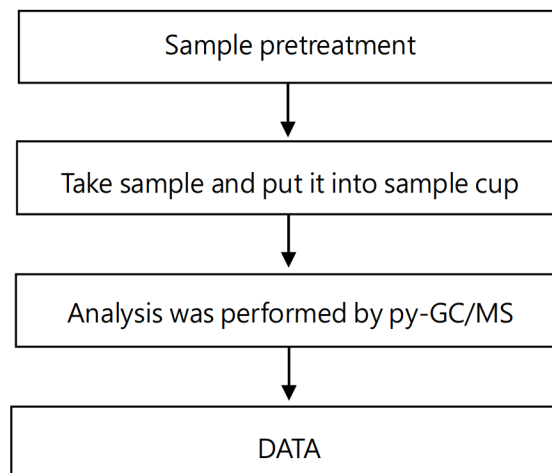 Sample pretreatment
Take sample and put it into sample cup
Analysis was performed by py-GC/MS
DATA